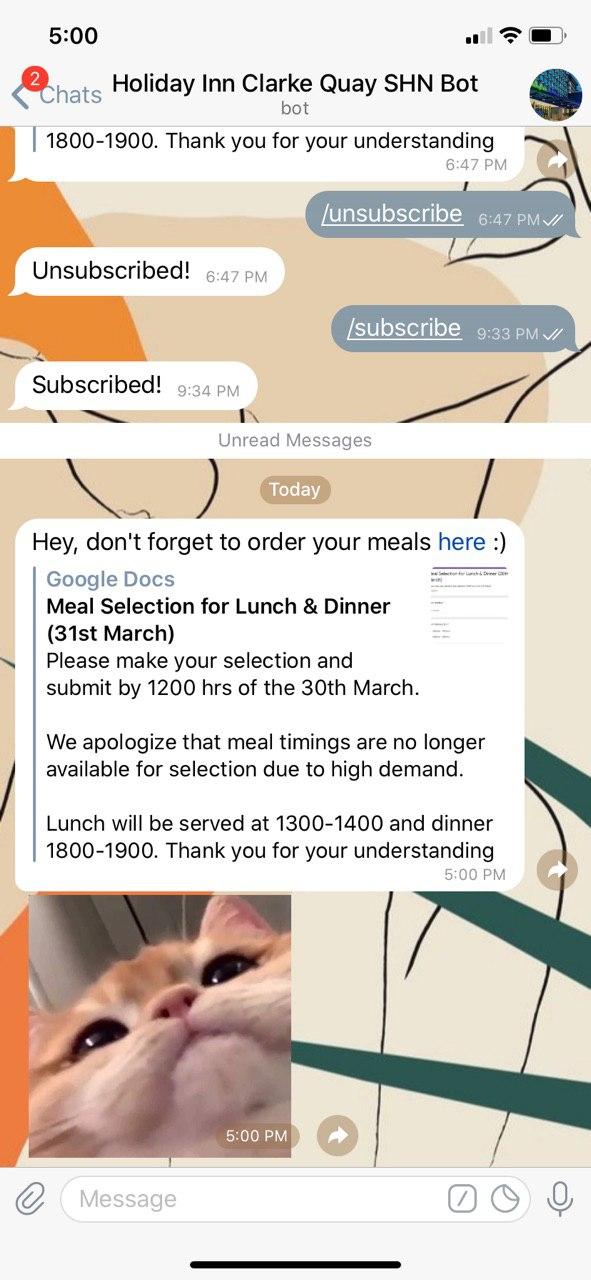 5:00
2
Chats
Holiday Inn Clarke Quay SHN Bot
bot
1800-1900. Thank you for your understanding
6:47 PM
/unsubscribe 6:47 PM
Unsubscribed! 6:47 PM
/subscribe 9:33 PM
Subscribed! 9:34 PM
Unread Messages
Today
Hey, don't forget to order your meals here :)
Google Docs
Meal Selection for Lunch & Dinner
(31st March)
Please make your selection and
submit by 1200 hrs of the 30th March.
We apologize that meal timings are no longer
available for selection due to high demand.
Lunch will be served at 1300-1400 and dinner
1800-1900. Thank you for your understanding
5:00 PM
5:00 PM
Message